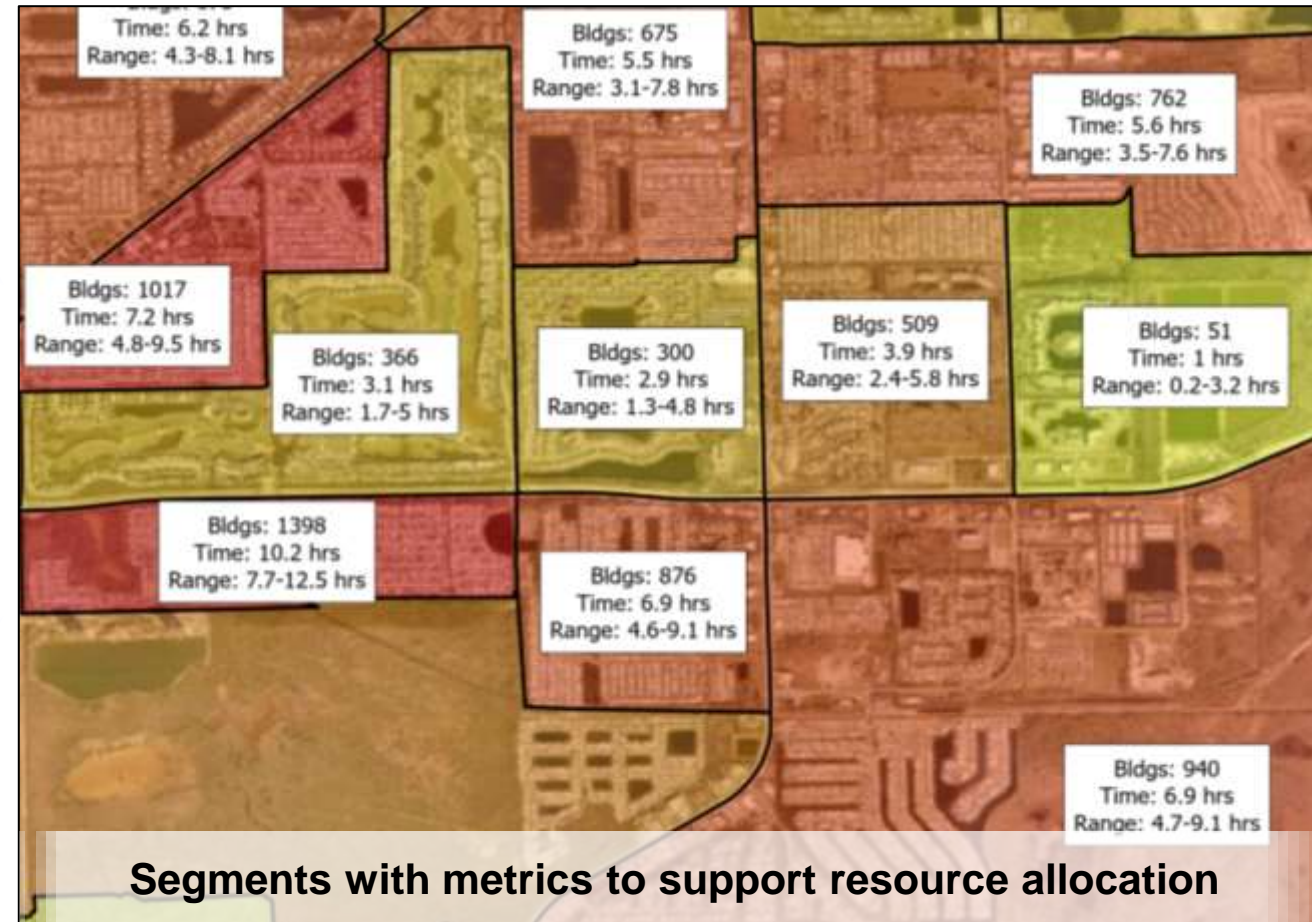 Time: 6.2 hrs
Range: 4.3-8.1 hrs
Bldgs: 675
Time: 5.5 hrs
Range: 3.1-7.8 hrs
Bldgs: 762
Time: 5.6 hrs
Range: 3.5-7.6 hrs
Bldgs: 1017
Time: 7.2 hrs
Range: 4.8-9.5 hrs
Bldgs: 366
Time: 3.1 hrs
Range: 1.7-5 hrs
Bldgs: 300
Time: 2.9 hrs
Range: 1.3-4.8 hrs
Bldgs: 509
Time: 3.9 hrs
Range: 2.4-5.8 hrs
Bldgs: 51
Time: 1 hrs
Range: 0.2-3.2 hrs
Bldgs: 1398
Time: 10.2 hrs
Range: 7.7-12.5 hrs
Bldgs: 876
Time: 6.9 hrs
Range: 4.6-9.1 hrs
Bldgs: 940
Time: 6.9 hrs
Range: 4.7-9.1 hrs
Segments with metrics to support resource allocation